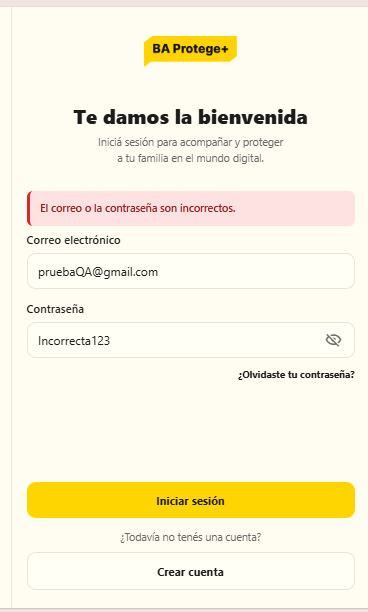 BA Protege+
Te damos la bienvenida
Iniciá sesión para acompañar y proteger
a tu familia en el mundo digital.
El correo o la contraseña son incorrectos.
Correo electrónico
pruebaQA@gmail.com
Contraseña
Incorrecta123
¿Olvidaste tu contraseña?
Iniciar sesión
¿Todavía no tenés una cuenta?
Crear cuenta